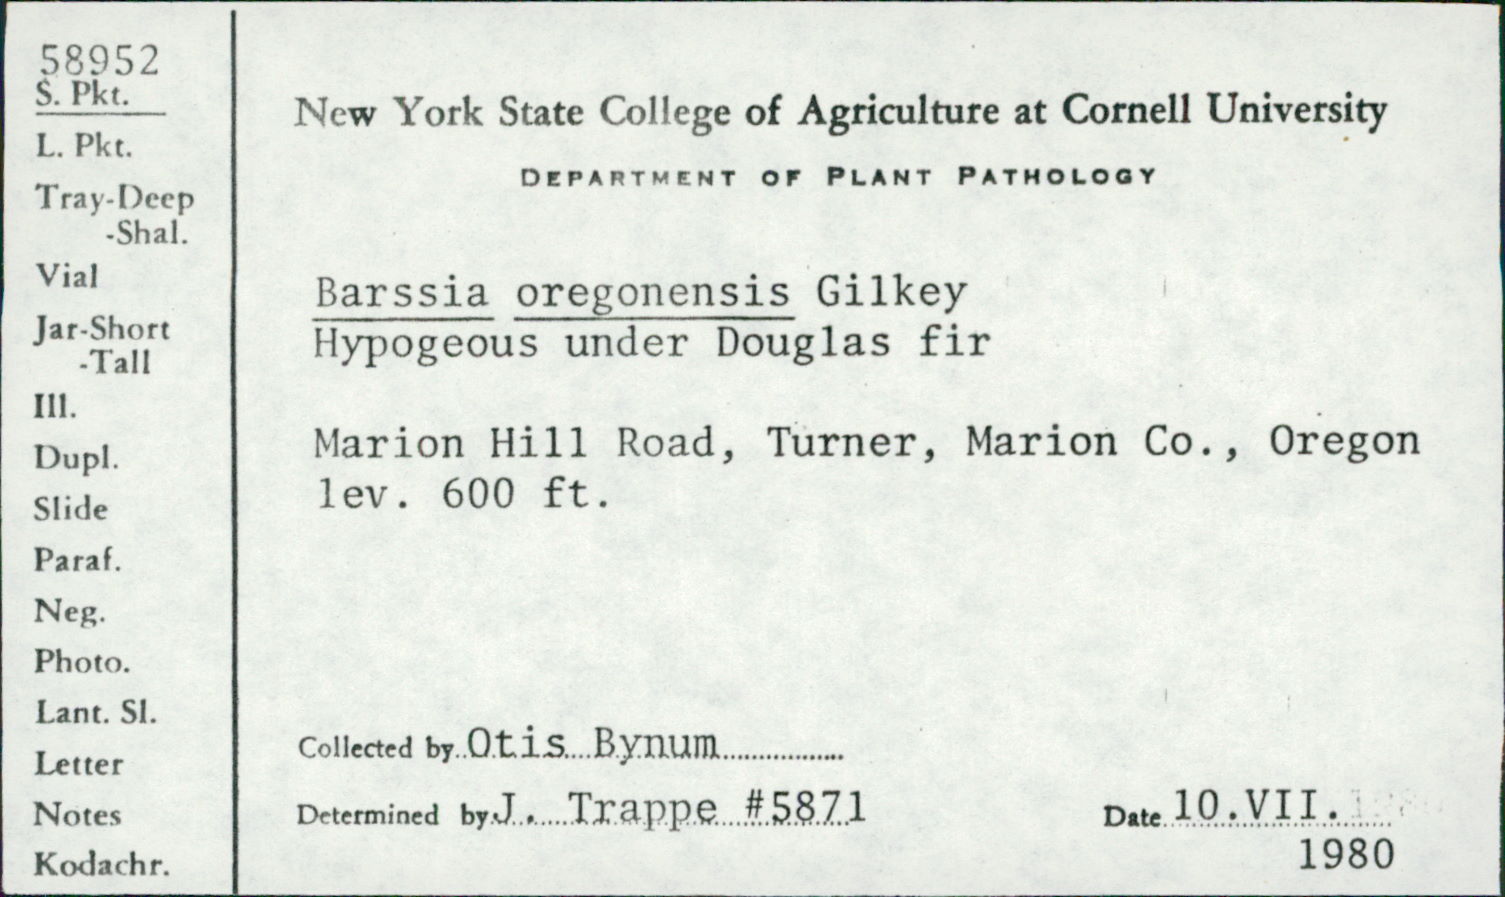 58952
S. Pkt.
L. Pkt.
Tray-Deep
-Shal.
Vial
Jar-Short
-Tall
Ill.
Dupl.
Slide
Paraf.
Neg.
Photo.
Lant. Sl.
Letter
Notes
Kodachr.
New York State College of Agriculture at Cornell University
DEPARTMENT OF PLANT PATHOLOGY
Barssia oregonensis Gilkey
Hypogeous under Douglas fir
Marion Hill Road, Turner, Marion Co., Oregon
lev. 600 ft.
Collected by Otis Bynum
Determined by J. Trappe #5871
Date 10.VII.
1980